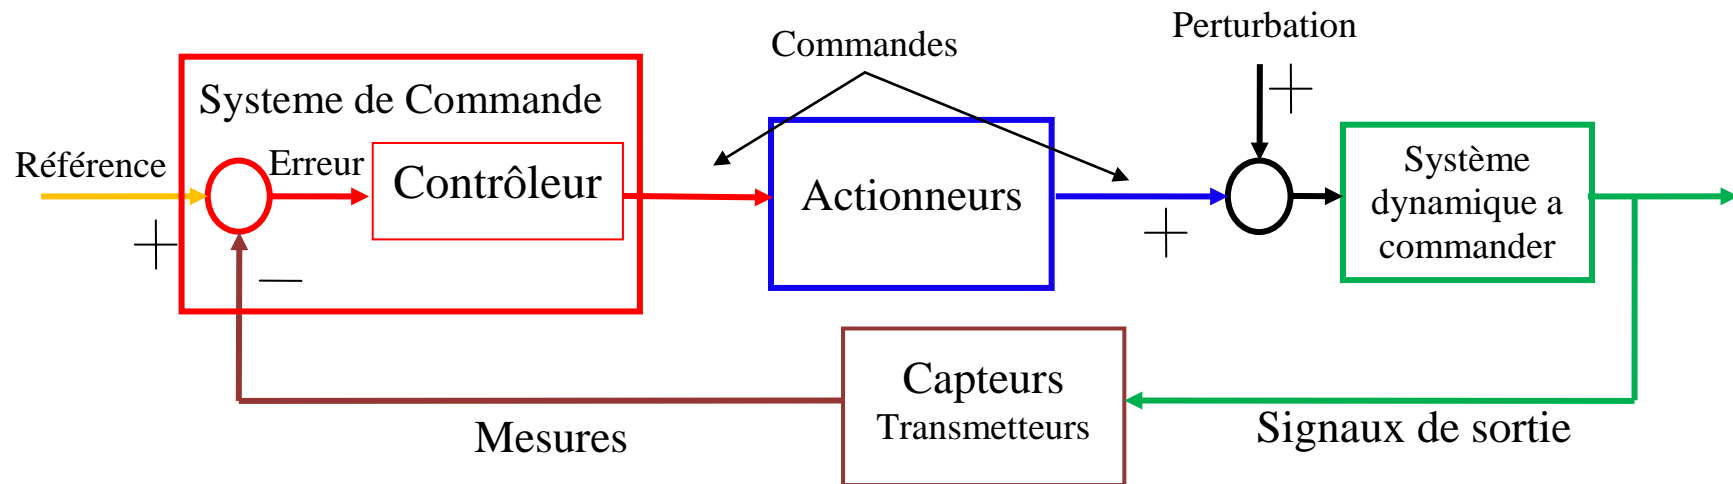 Perturbation
Commandes
+
Systeme de Commande
Référence
Erreur
Contrôleur
Actionneurs
Système
dynamique a
commander
+
+
−
Capteurs
Transmetteurs
Mesures
Signaux de sortie